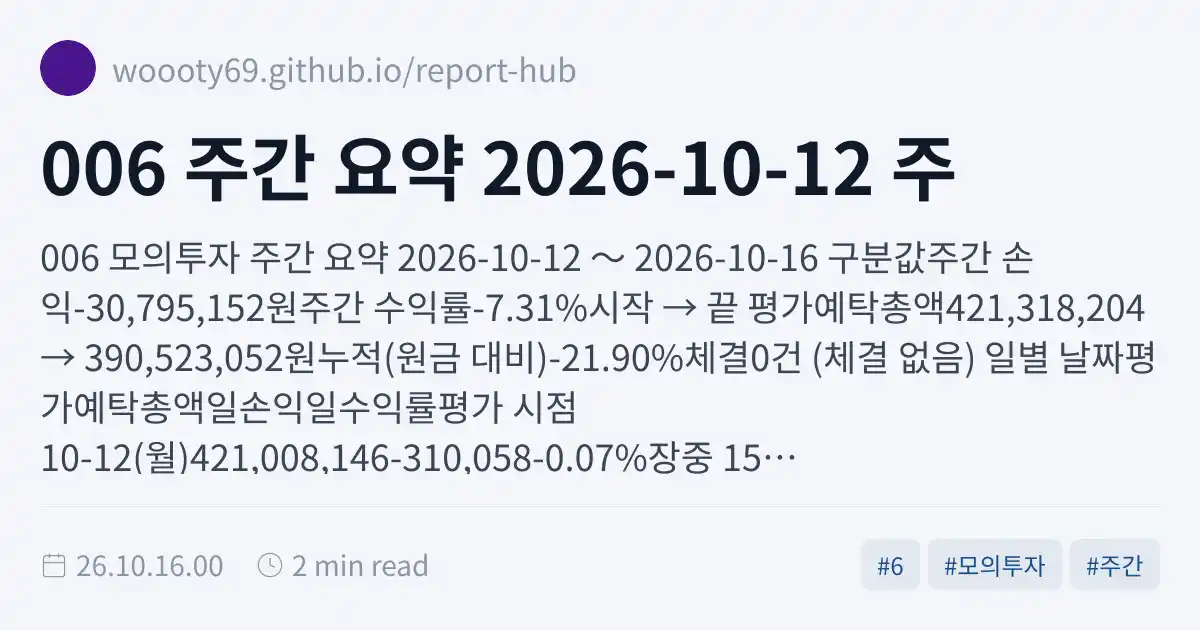 woooty69.github.io/report-hub
006 주간 요약 2026-10-12 주
006 모의투자 주간 요약 2026-10-12 ～ 2026-10-16 구분값주간 손
익-30,795,152원주간 수익률-7.31%시작 → 끝 평가예탁총액421,318,204
→ 390,523,052원누적(원금 대비)-21.90%체결0건 (체결 없음) 일별 날짜평
가예탁총액일손익일수익률평가 시점
10-12(월)421,008,146-310,058-0.07%장중 15…
26.10.16.00 2 min read #6 #모의투자 #주간